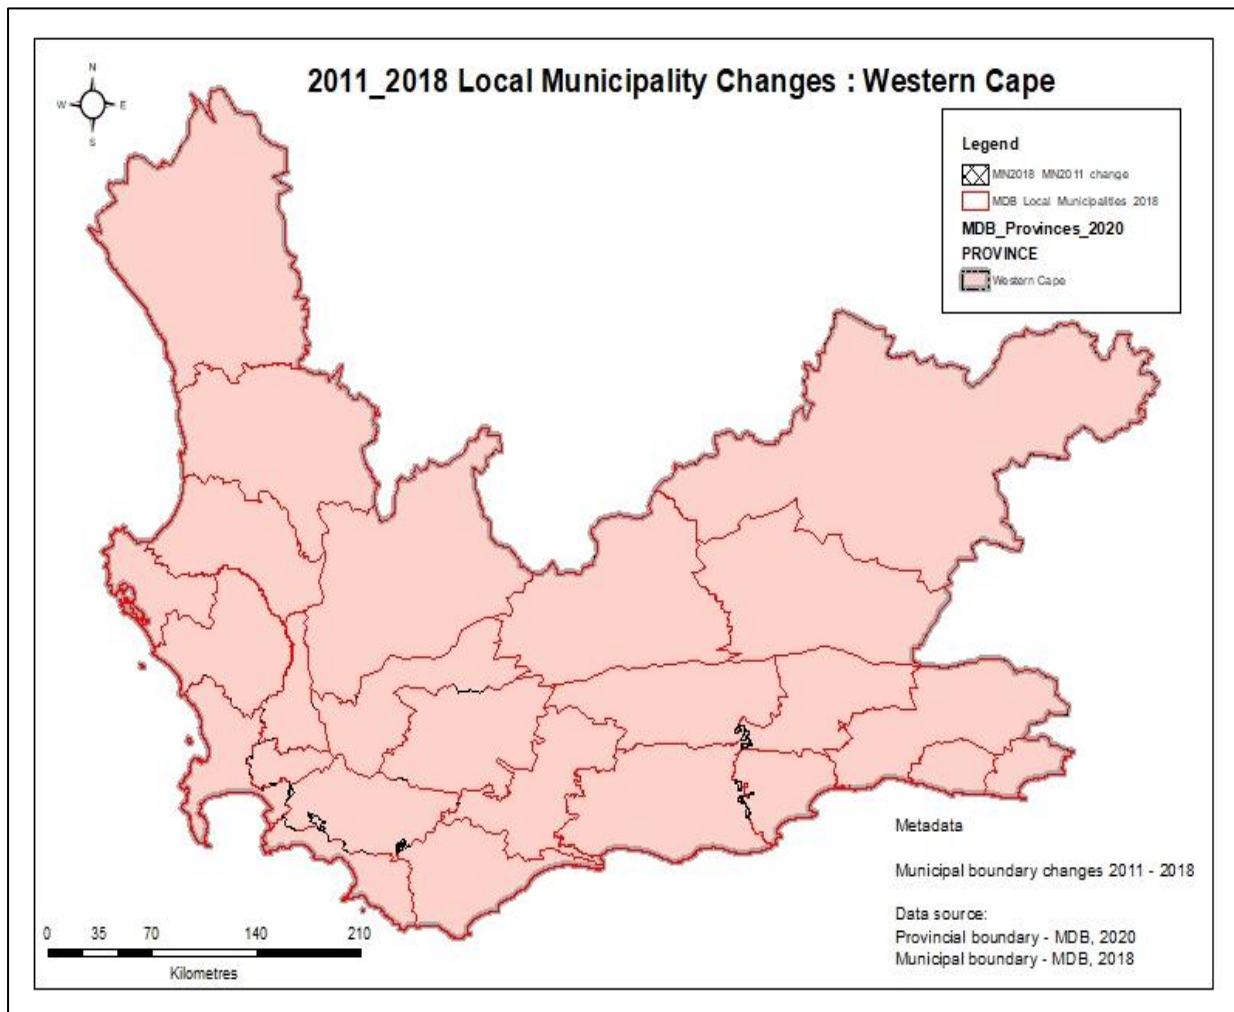 2011_2018 Local Municipality Changes : Western Cape
N
W E
S
Legend
MN2018 MN2011 change
MDB Local Municipalities 2018
MDB_Provinces_2020
PROVINCE
Western Cape
Metadata
Municipal boundary changes 2011 - 2018
Data source:
Provincial boundary - MDB, 2020
Municipal boundary - MDB, 2018
0 35 70 140 210
Kilometres